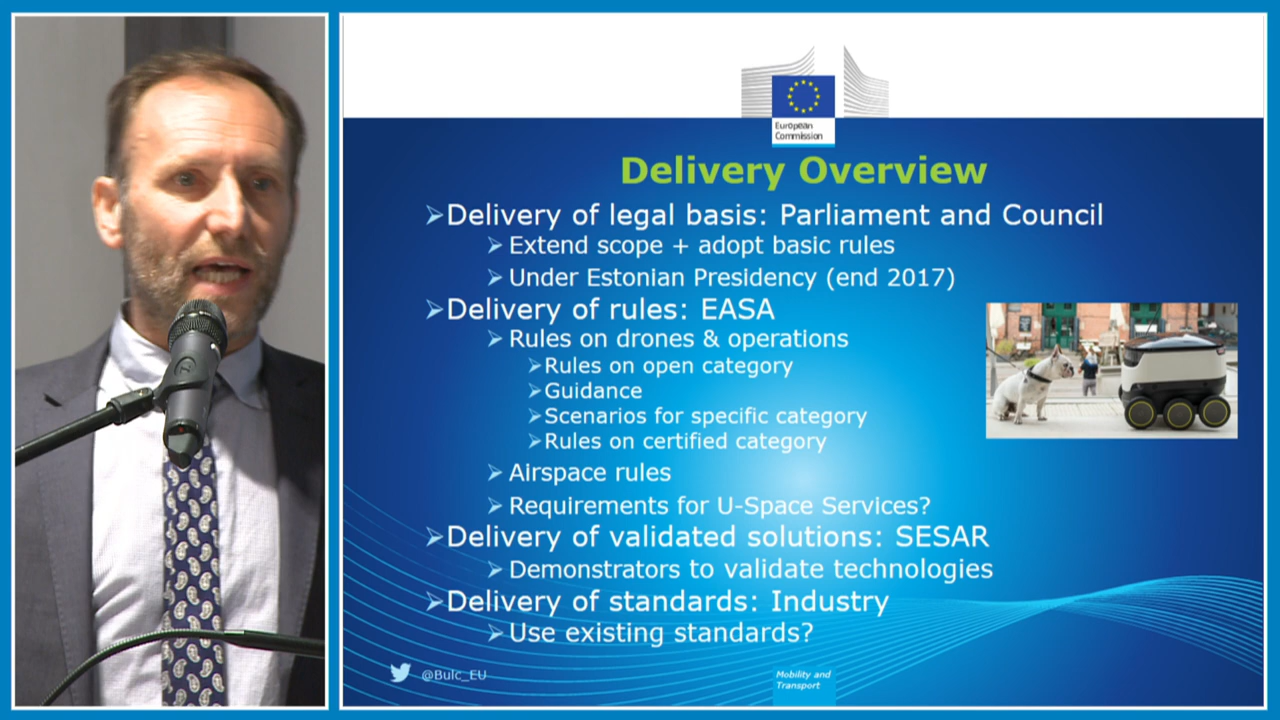 European
Commission
Delivery Overview
➢Delivery of legal basis: Parliament and Council
➢Extend scope + adopt basic rules
➢Under Estonian Presidency (end 2017)
➢Delivery of rules: EASA
➢Rules on drones & operations
➢Rules on open category
➢Guidance
➢Scenarios for specific category
➢Rules on certified category
➢Airspace rules
➢Requirements for U-Space Services?
➢Delivery of validated solutions: SESAR
➢Demonstrators to validate technologies
➢Delivery of standards: Industry
➢Use existing standards?
@Bulc_EU
Mobility and
Transport